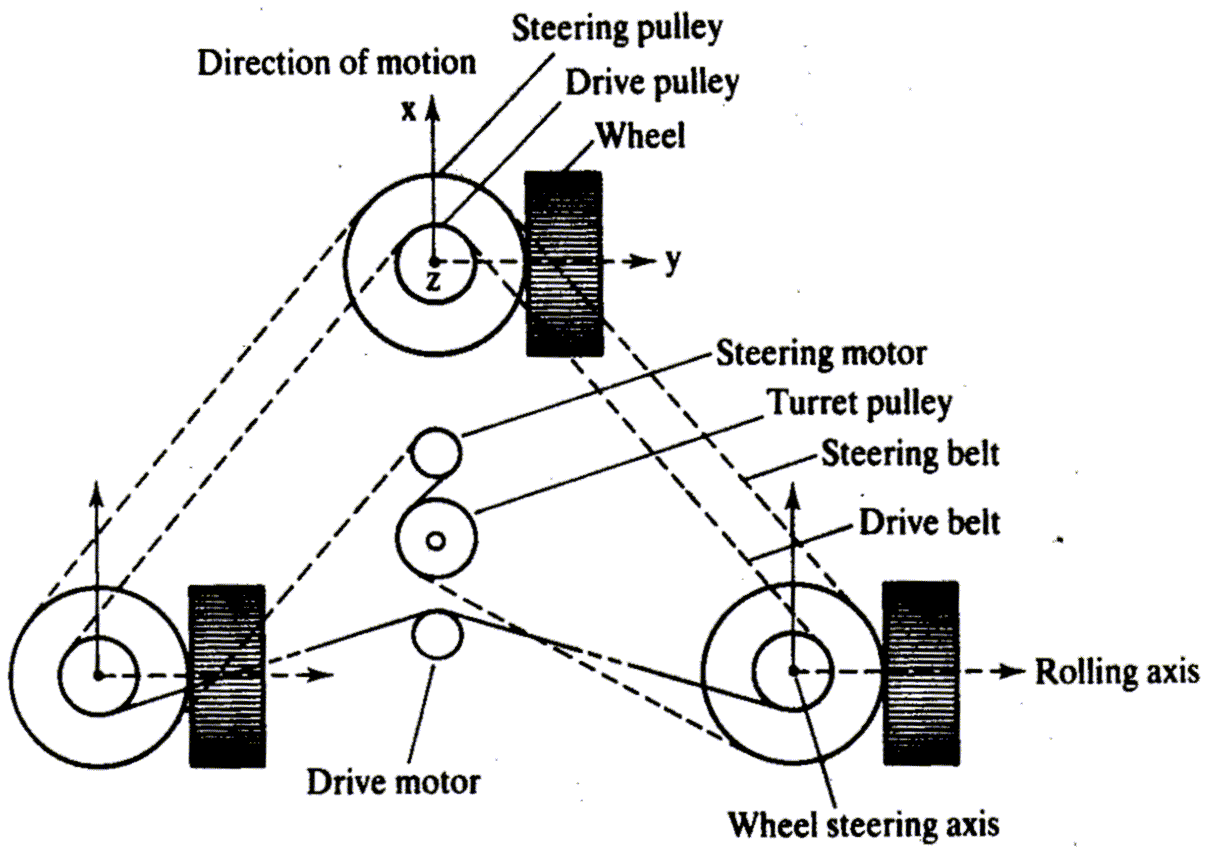 Steering pulley
Direction of motion
Drive pulley
x
Wheel
y
z
Steering motor
Turret pulley
Steering belt
Drive belt
Rolling axis
Drive motor
Wheel steering axis